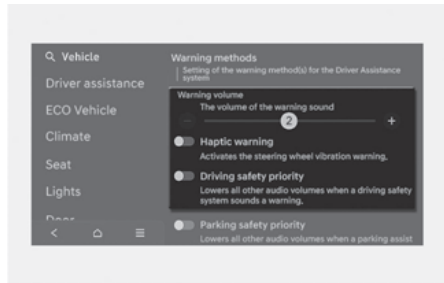 Vehicle
Driver assistance
ECO Vehicle
Climate
Seat
Lights
Door
Warning methods
Setting of the warning method(s) for the Driver Assistance
system
Warning volume
The volume of the warning sound
− 2 +
Haptic warning
Activates the steering wheel vibration warning.
Driving safety priority
Lowers all other audio volumes when a driving safety
system sounds a warning.
Parking safety priority
Lowers all other audio volumes when a parking assist